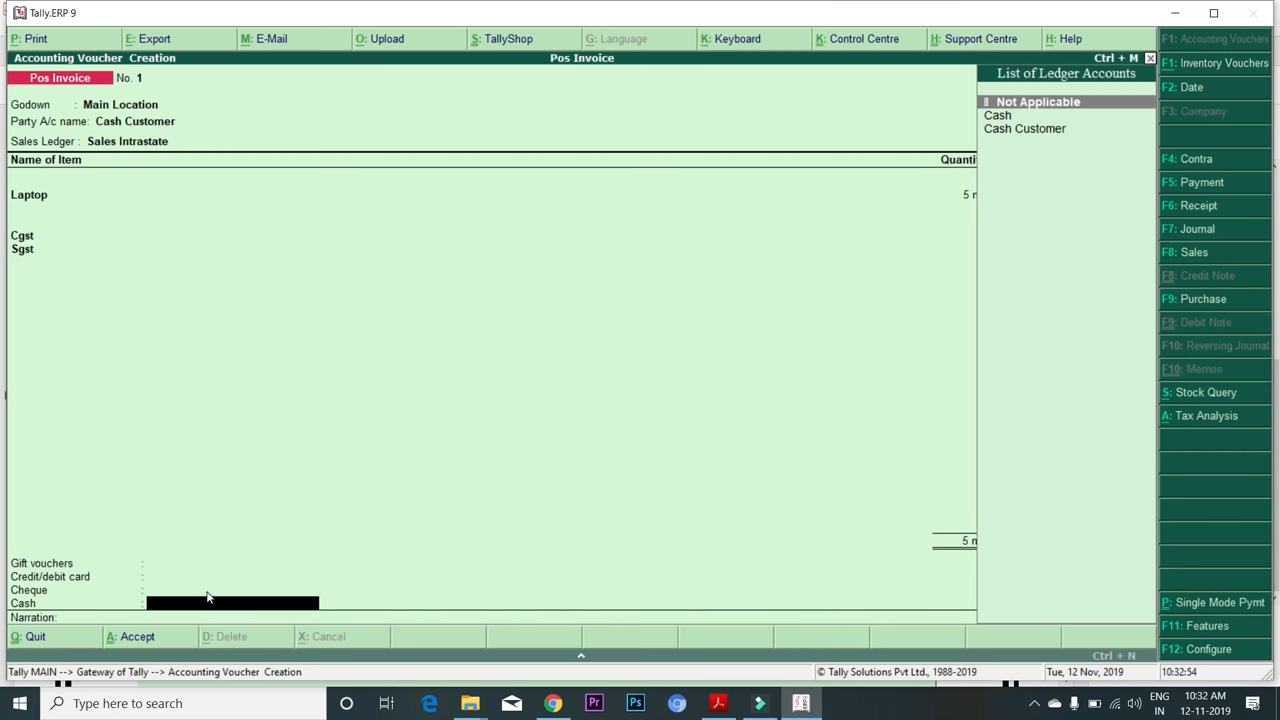 Tally.ERP 9
P: Print
E: Export
M: E-Mail
O: Upload
S: TallyShop
G: Language
K: Keyboard
K: Control Centre
H: Support Centre
H: Help
F1: Accounting Vouchers
Accounting Voucher Creation
Pos Invoice
Ctrl + M
F1: Inventory Vouchers
Pos Invoice No. 1
List of Ledger Accounts
F2: Date
Godown : Main Location
Not Applicable
F3: Company
Party A/c name: Cash Customer
Cash
Cash Customer
Sales Ledger : Sales Intrastate
Name of Item
Quanti
F4: Contra
F5: Payment
Laptop
5 n
F6: Receipt
F7: Journal
Cgst
Sgst
F8: Sales
F8: Credit Note
F9: Purchase
F9: Debit Note
F10: Reversing Journal
F10: Memos
S: Stock Query
A: Tax Analysis
5 n
Gift vouchers :
Credit/debit card :
Cheque :
Cash :
P: Single Mode Pymt
Narration:
F11: Features
Q: Quit
A: Accept
D: Delete
X: Cancel
F12: Configure
Ctrl + N
Tally MAIN --> Gateway of Tally --> Accounting Voucher Creation
© Tally Solutions Pvt Ltd., 1988-2019
Tue, 12 Nov, 2019
10:32:54
Type here to search
Pr
Ps
ENG
IN
10:32 AM
12-11-2019